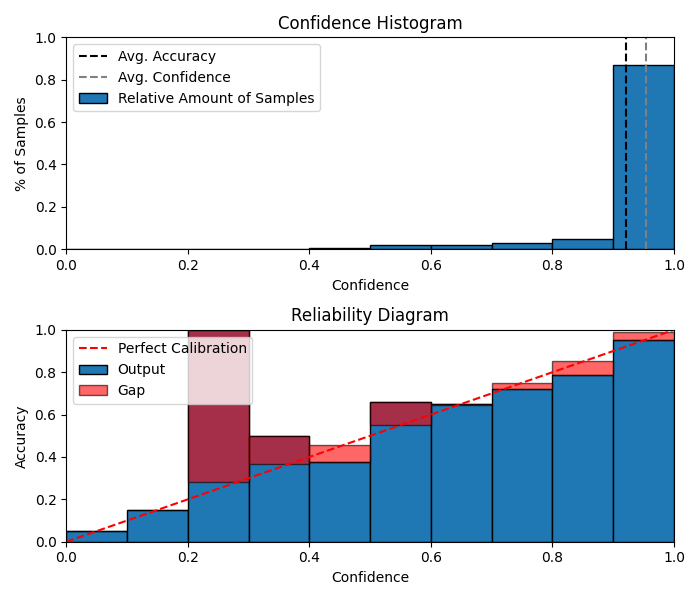 Confidence Histogram
1.0
0.8
0.6
0.4
0.2
0.0
% of Samples
Avg. Accuracy
Avg. Confidence
Relative Amount of Samples
0.0 0.2 0.4 0.6 0.8 1.0
Confidence
Reliability Diagram
1.0
0.8
0.6
0.4
0.2
0.0
Accuracy
Perfect Calibration
Output
Gap
0.0 0.2 0.4 0.6 0.8 1.0
Confidence